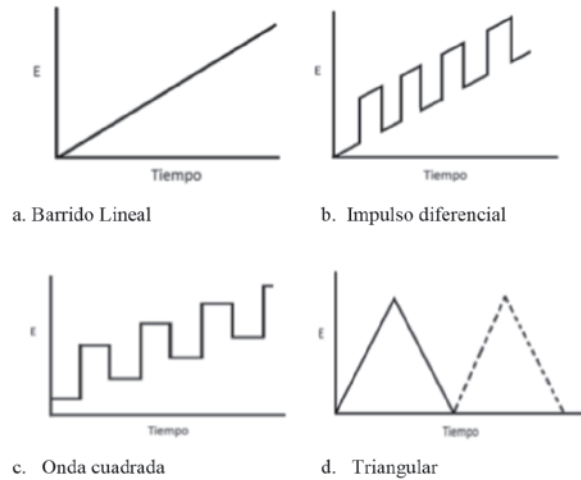 E
E
Tiempo
Tiempo
a. Barrido Lineal
b. Impulso diferencial
E
E
Tiempo
Tiempo
c. Onda cuadrada
d. Triangular